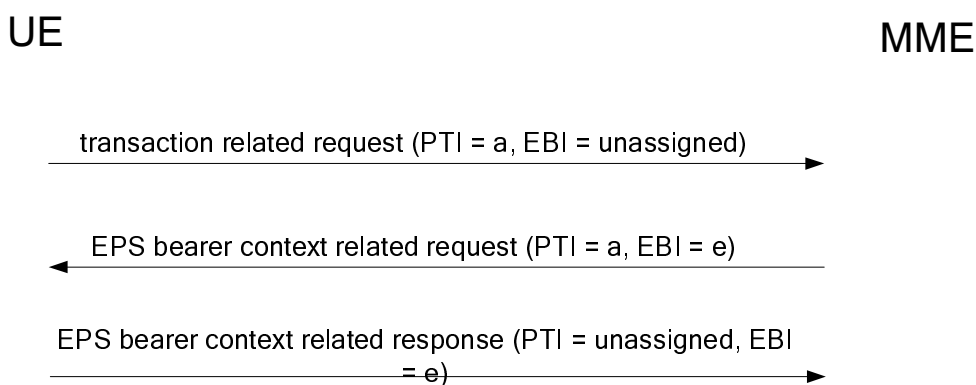 UE
MME
transaction related request (PTI = a, EBI = unassigned)
EPS bearer context related request (PTI = a, EBI = e)
EPS bearer context related response (PTI = unassigned, EBI
= e)